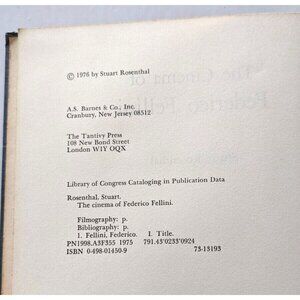 © 1976 by Stuart Rosenthal
A.S. Barnes & Co., Inc.
Cranbury, New Jersey 08512
The Tantivy Press
108 New Bond Street
London W1Y OQX
Library of Congress Cataloging in Publication Data
Rosenthal, Stuart.
The cinema of Federico Fellini.
Filmography: p.
Bibliography: p.
1. Fellini, Federico. I. Title.
PN1998.A3F355 1975 791.43'0233'0924
ISBN 0-498-01450-9 73-13193